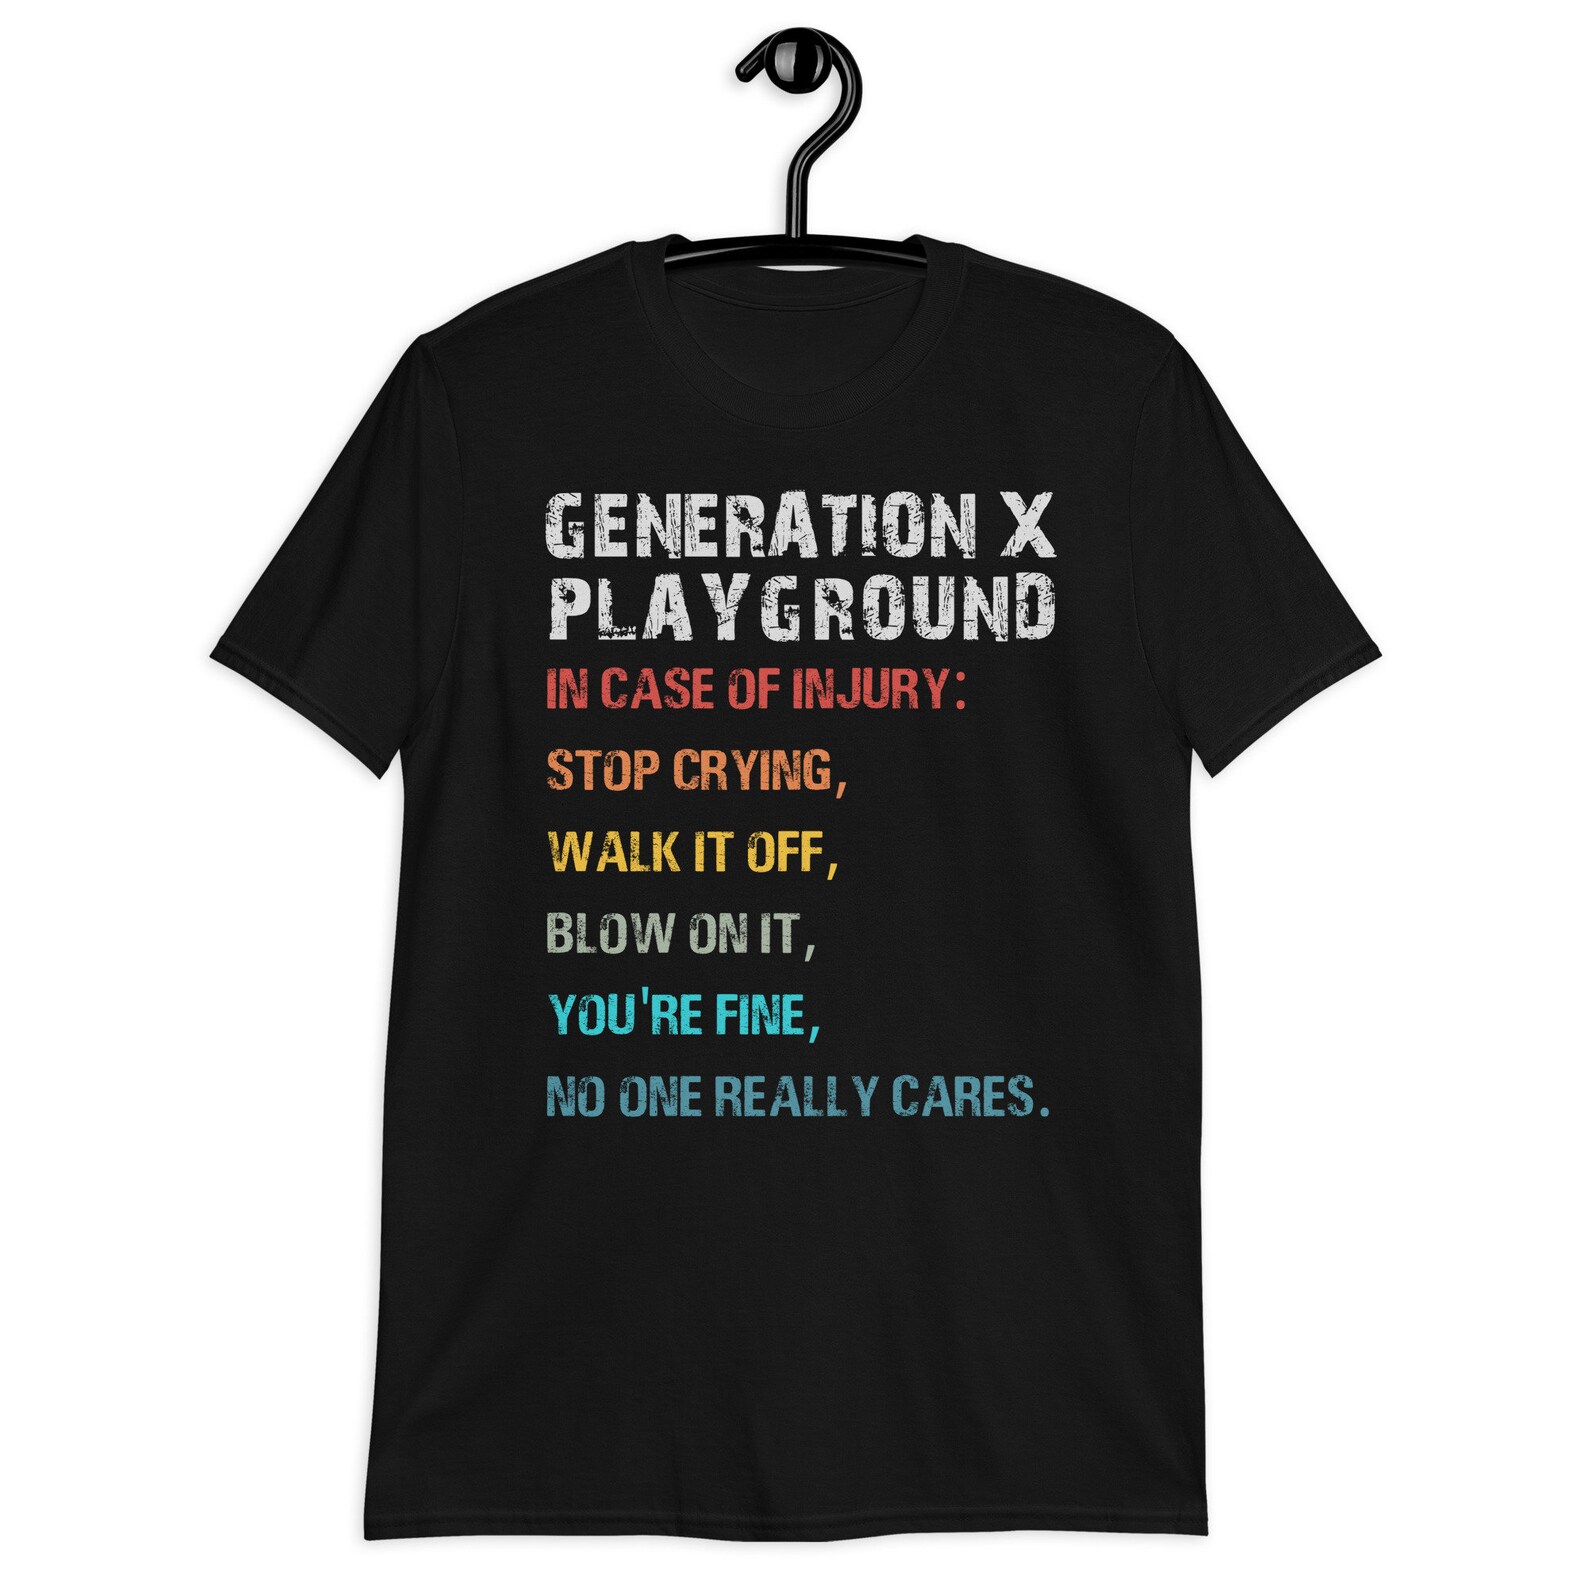 GENERATION X
PLAYGROUND
IN CASE OF INJURY:
STOP CRYING,
WALK IT OFF,
BLOW ON IT,
YOU'RE FINE,
NO ONE REALLY CARES.